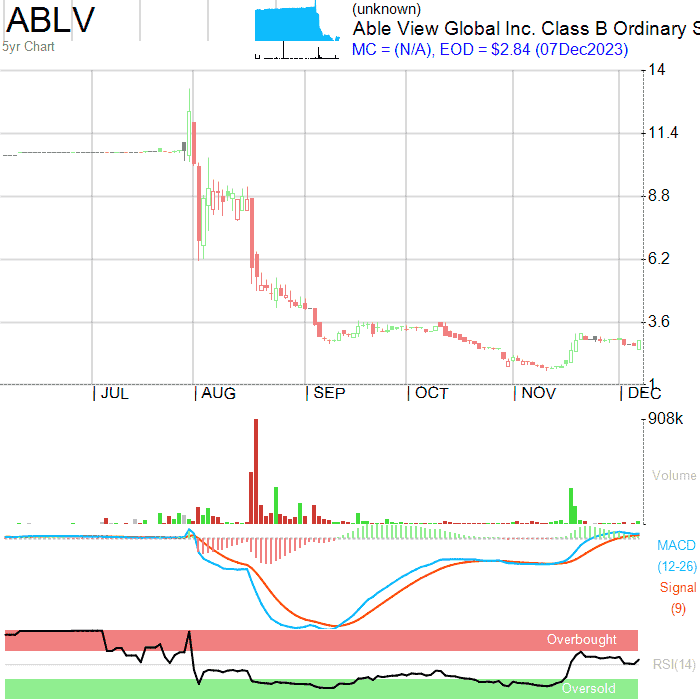 ABLV
5yr Chart
(unknown)
Able View Global Inc. Class B Ordinary S
MC = (N/A), EOD = $2.84 (07Dec2023)
14
11.4
8.8
6.2
3.6
1
| JUL | AUG | SEP | OCT | NOV | DEC
908k
Volume
MACD
(12-26)
Signal
(9)
Overbought
RSI(14)
Oversold